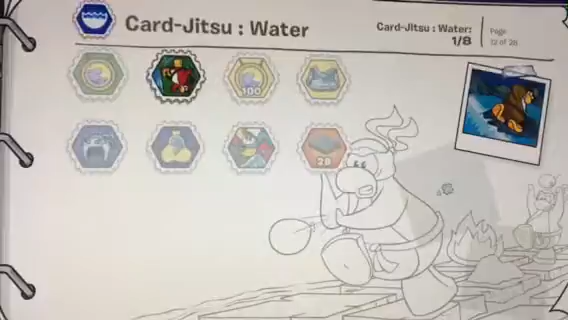 Card-Jitsu : Water
Card-Jitsu : Water:
1/8
Page
12 of 28
100
28